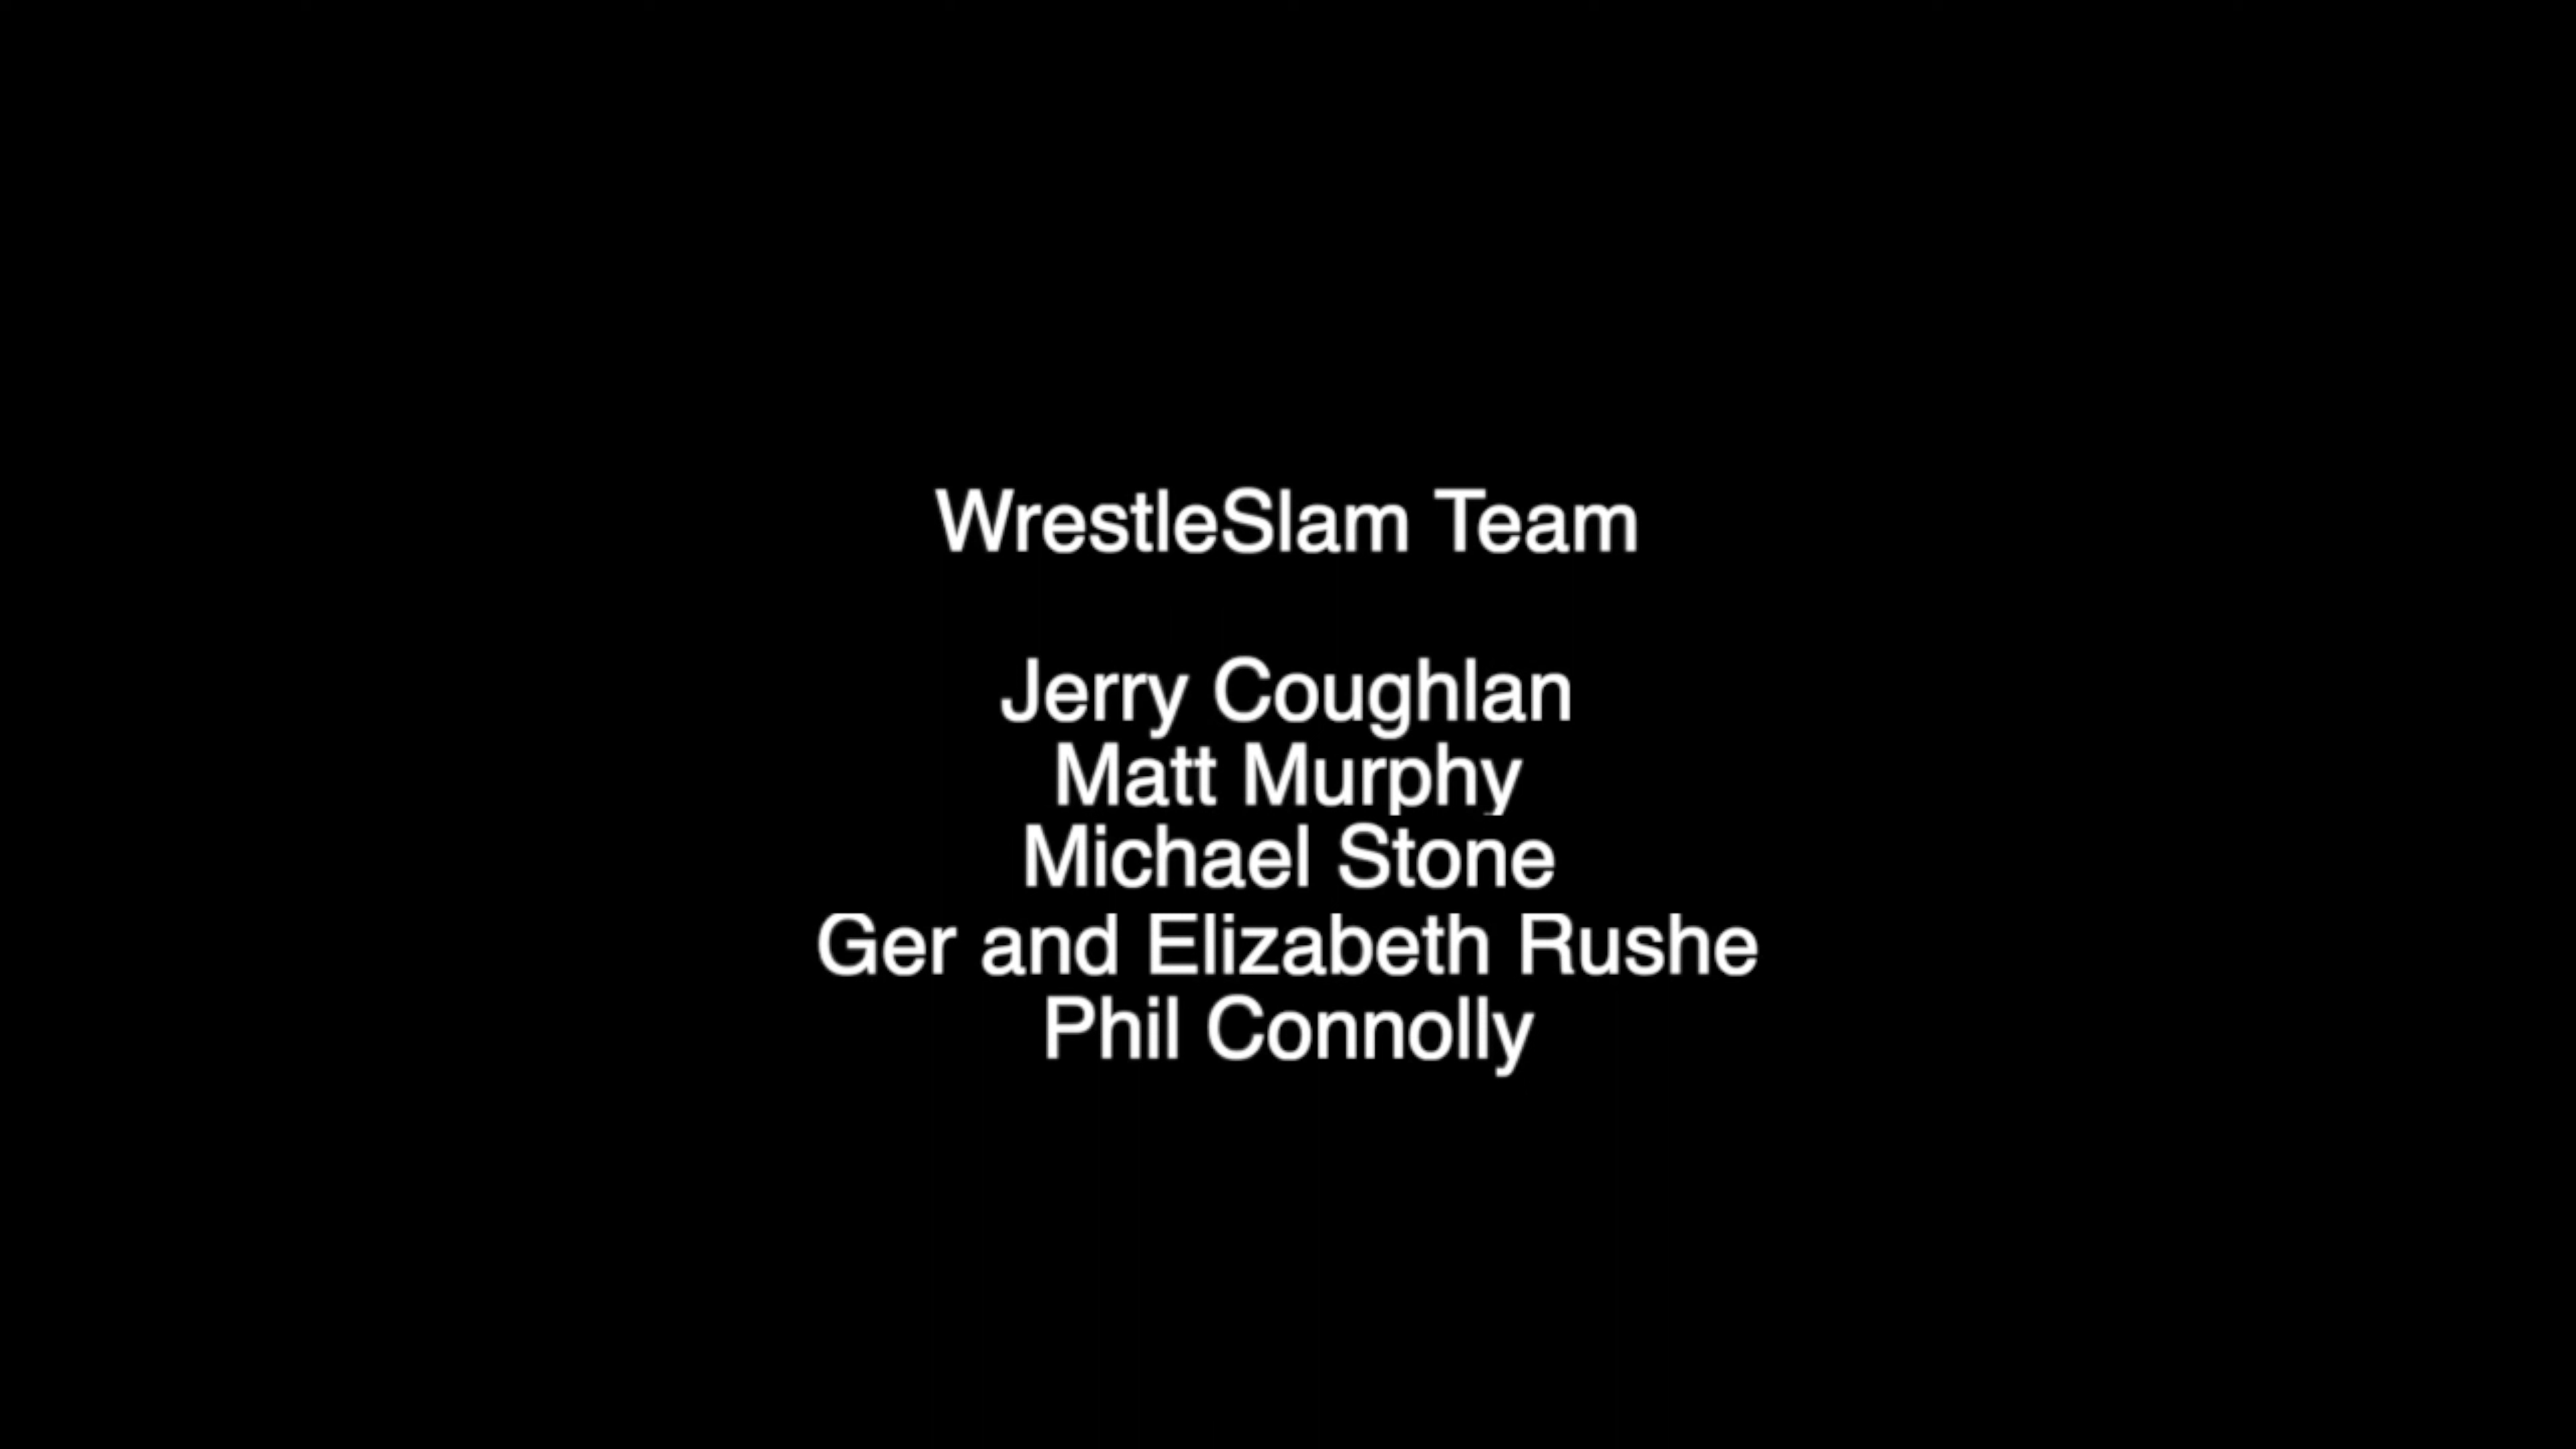 WrestleSlam Team
Jerry Coughlan
Matt Murphy
Michael Stone
Ger and Elizabeth Rushe
Phil Connolly